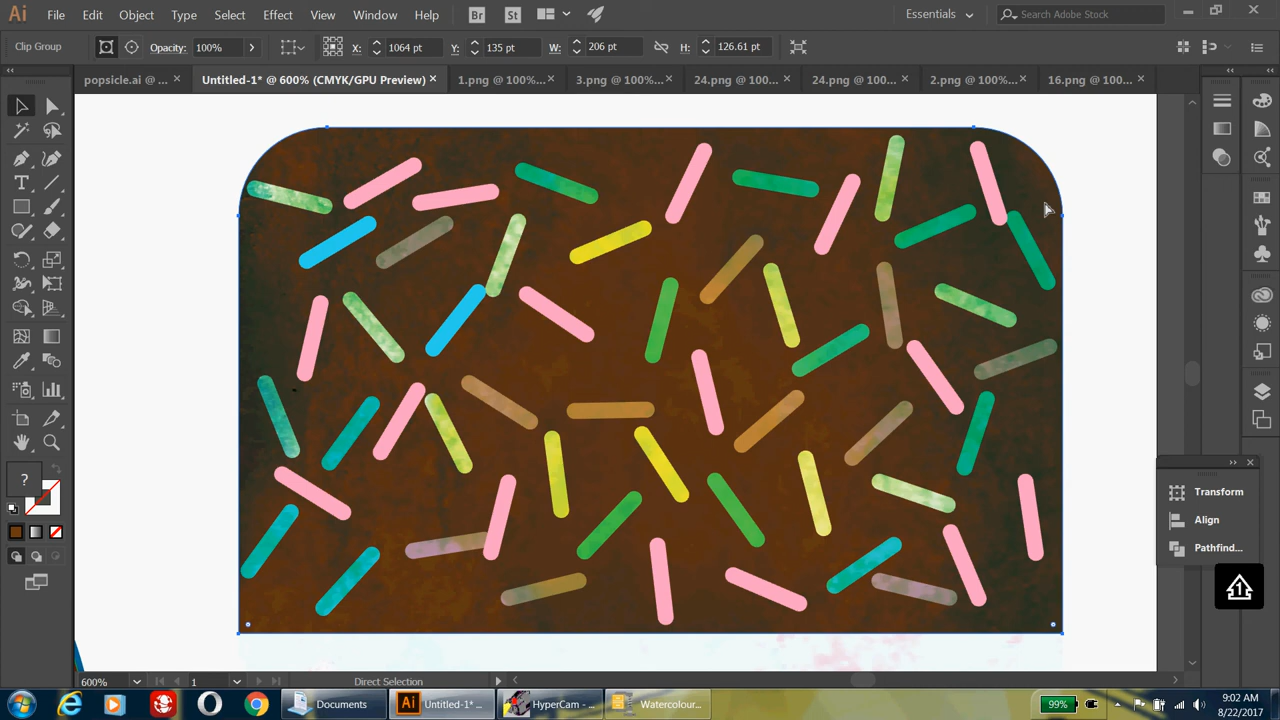 Ai File Edit Object Type Select Effect View Window Help Br St Essentials Search Adobe Stock
Clip Group Opacity: 100% X: 1064 pt Y: 135 pt W: 206 pt H: 126.61 pt
popsicle.ai @ ... × Untitled-1* @ 600% (CMYK/GPU Preview) × 1.png @ 100%... × 3.png @ 100%... × 24.png @ 100... × 24.png @ 100... × 2.png @ 100%... × 16.png @ 100... ×
T
?
Transform
Align
Pathfind...
1
600% 1 Direct Selection
Documents Ai Untitled-1* ... HyperCam - ... Watercolour... 99% 9:02 AM
8/22/2017